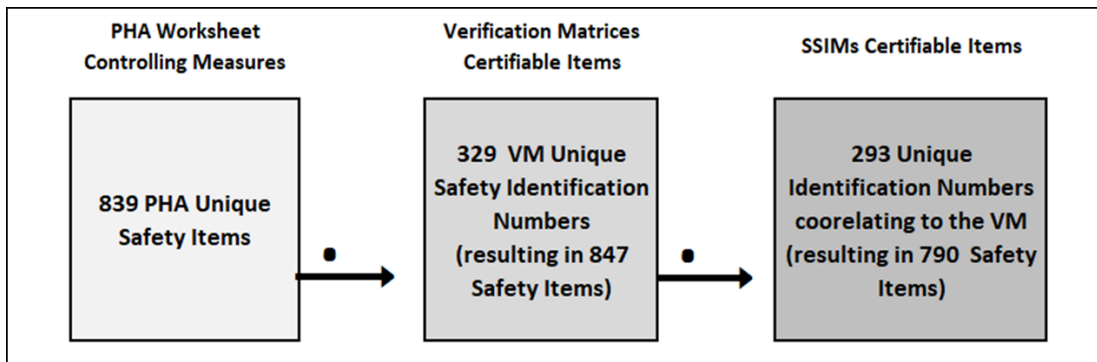 PHA Worksheet
Controlling Measures
Verification Matrices
Certifiable Items
SSIMs Certifiable Items
839 PHA Unique
Safety Items
329 VM Unique
Safety Identification
Numbers
(resulting in 847
Safety Items)
293 Unique
Identification Numbers
coorelating to the VM
(resulting in 790 Safety
Items)